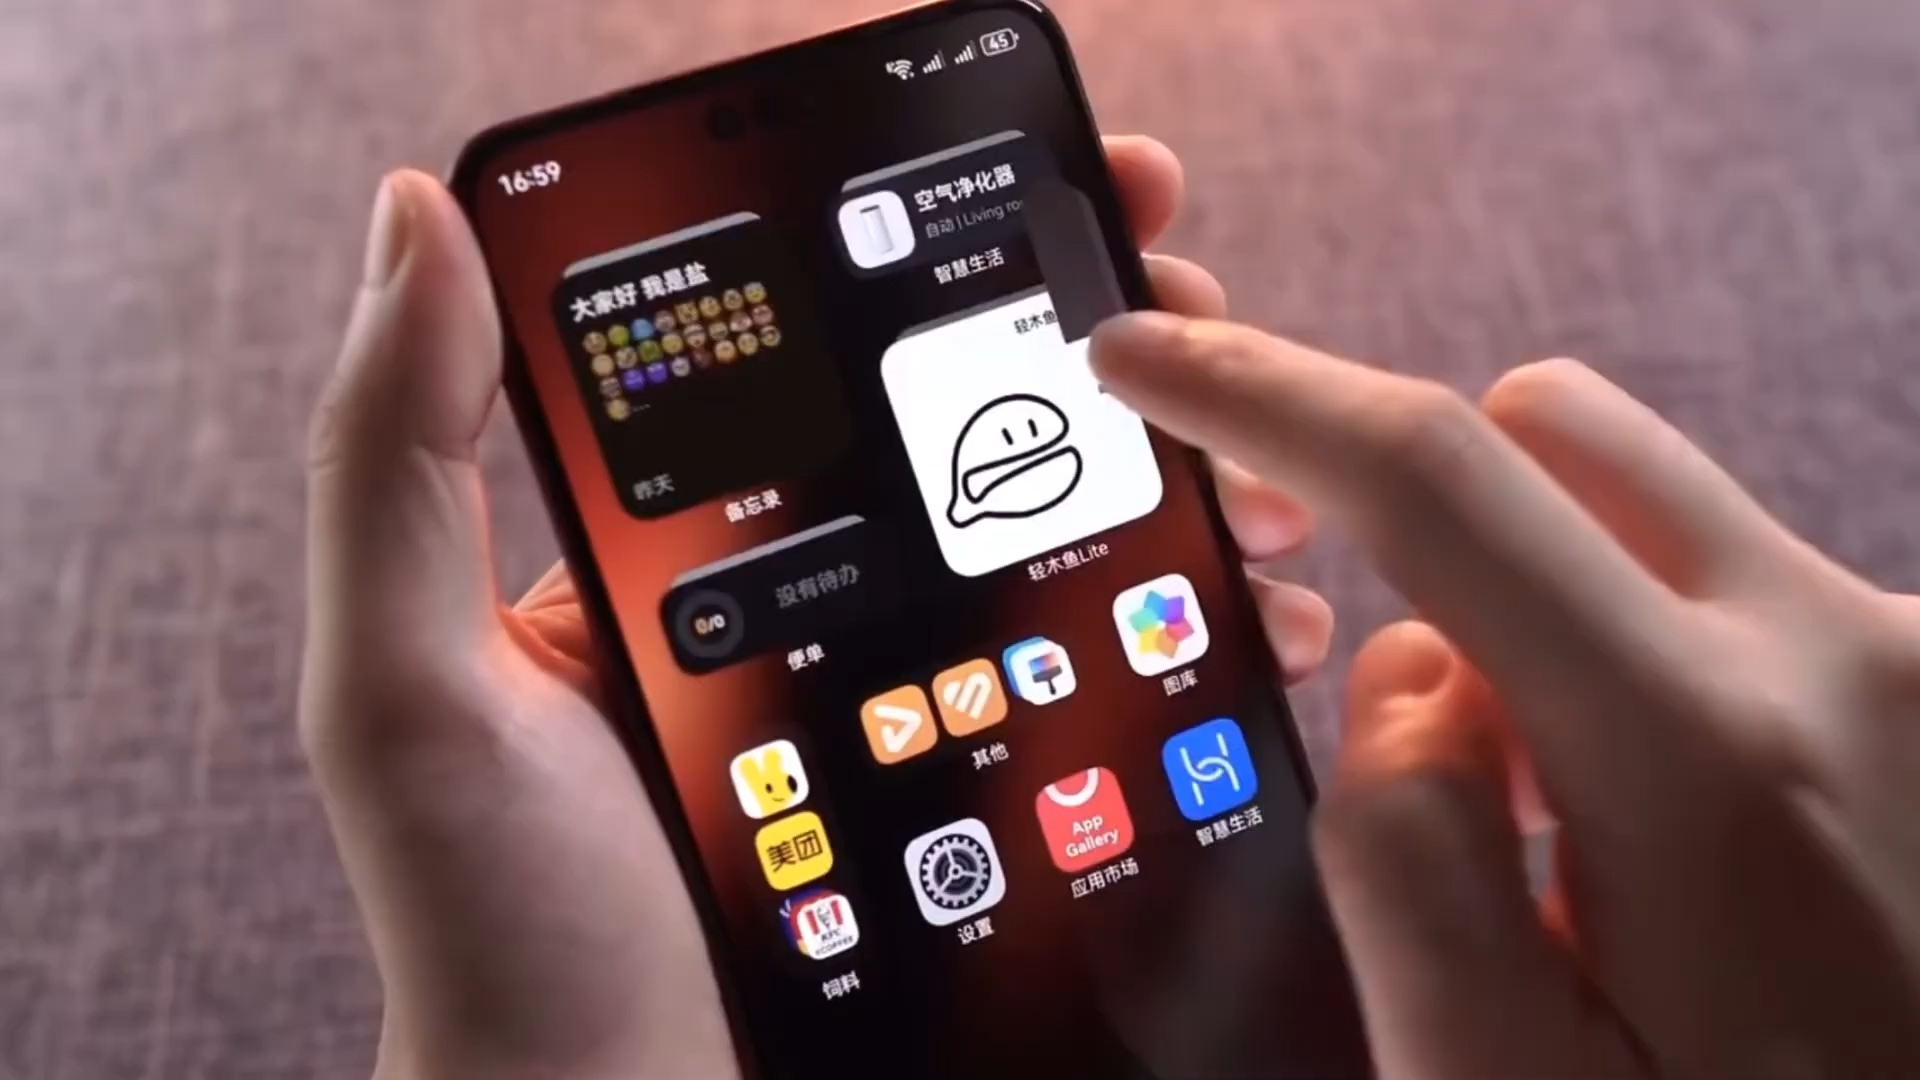 45
16:59
空气净化器
自动 | Living ro
智慧生活
大家好 我是盐
昨天
备忘录
轻木鱼
轻木鱼Lite
没有待办
0/0
便单
图库
其他
美团
KFC
KCOFFEE
饲料
设置
App
Gallery
应用市场
智慧生活